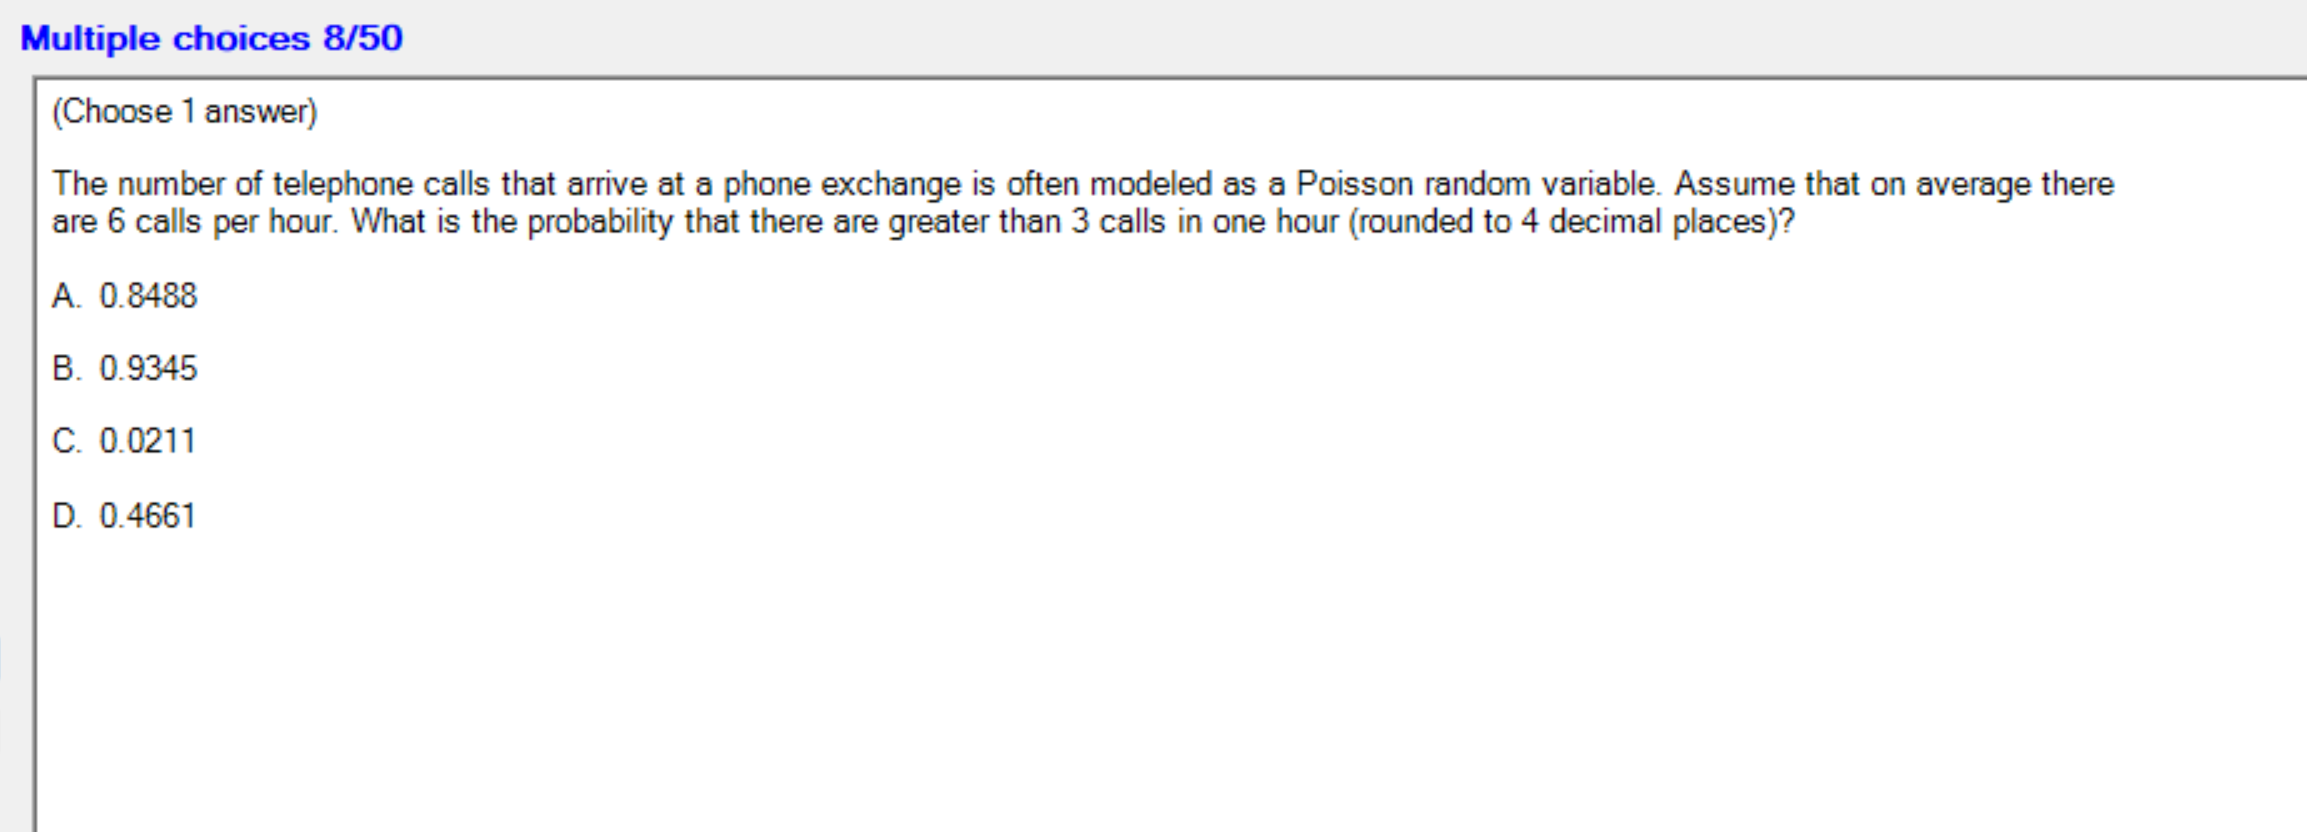 Multiple choices 8/50
(Choose 1 answer)
The number of telephone calls that arrive at a phone exchange is often modeled as a Poisson random variable. Assume that on average there
are 6 calls per hour. What is the probability that there are greater than 3 calls in one hour (rounded to 4 decimal places)?
A. 0.8488
B. 0.9345
C. 0.0211
D. 0.4661